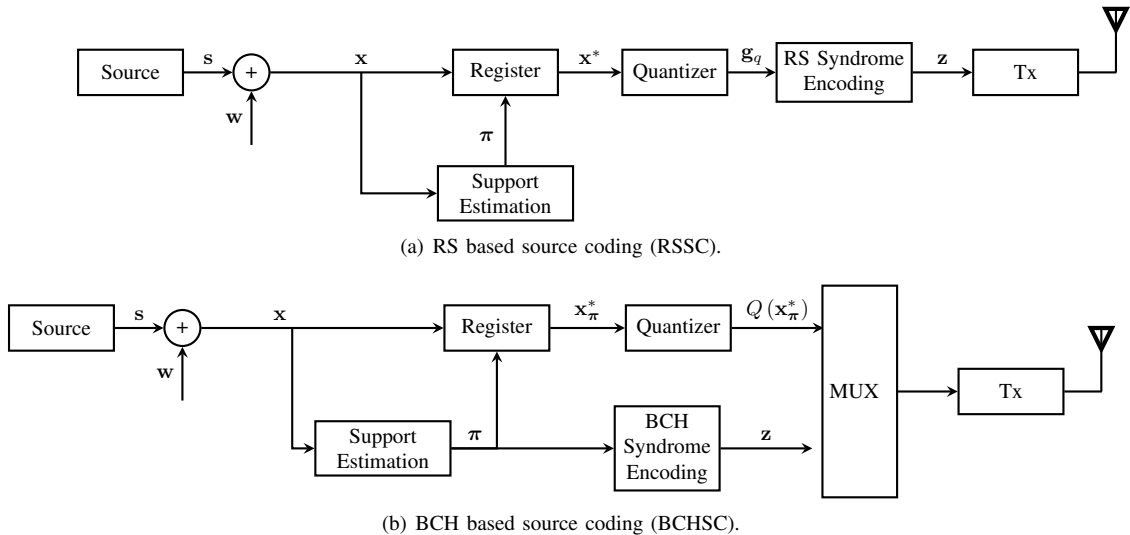 Source
s
+
w
x
Register
x*
Quantizer
g_q
RS Syndrome
Encoding
z
Tx
π
Support
Estimation
(a) RS based source coding (RSSC).
Source
s
+
w
x
Register
x*_π
Quantizer
Q (x*_π)
MUX
Tx
Support
Estimation
π
BCH
Syndrome
Encoding
z
(b) BCH based source coding (BCHSC).